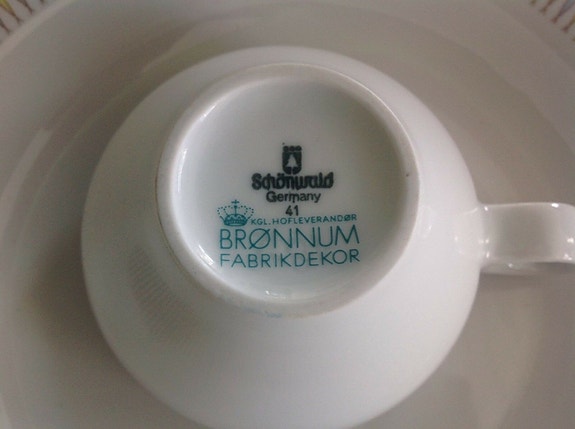 Schönwald
Germany
41
KGL. HOFLEVERANDØR
BRØNNUM
FABRIKDEKOR